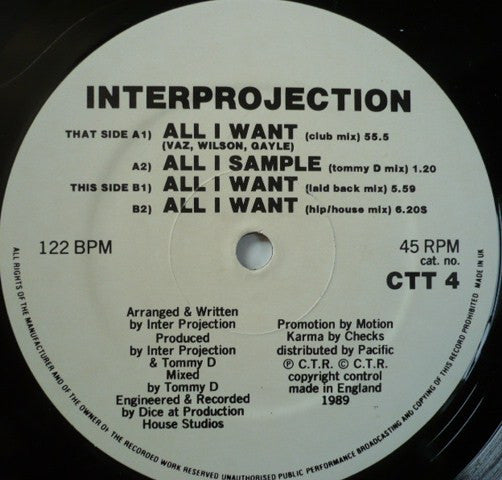 INTERPROJECTION
THAT SIDE A1) ALL I WANT (club mix) 55.5
(VAZ, WILSON, GAYLE)
A2) ALL I SAMPLE (tommy D mix) 1.20
THIS SIDE B1) ALL I WANT (laid back mix) 5.59
B2) ALL I WANT (hip/house mix) 6.20S
122 BPM
45 RPM
cat. no.
CTT 4
Arranged & Written
by Inter Projection
Produced
by Inter Projection
& Tommy D
Mixed
by Tommy D
Engineered & Recorded
by Dice at Production
House Studios
Promotion by Motion
Karma by Checks
distributed by Pacific
℗ C.T.R. © C.T.R.
copyright control
made in England
1989
ALL RIGHTS OF THE MANUFACTURER AND OF THE OWNER OF THE RECORDED WORK RESERVED UNAUTHORISED PUBLIC PERFORMANCE BROADCASTING AND COPYING OF THIS RECORD PROHIBITED MADE IN UK